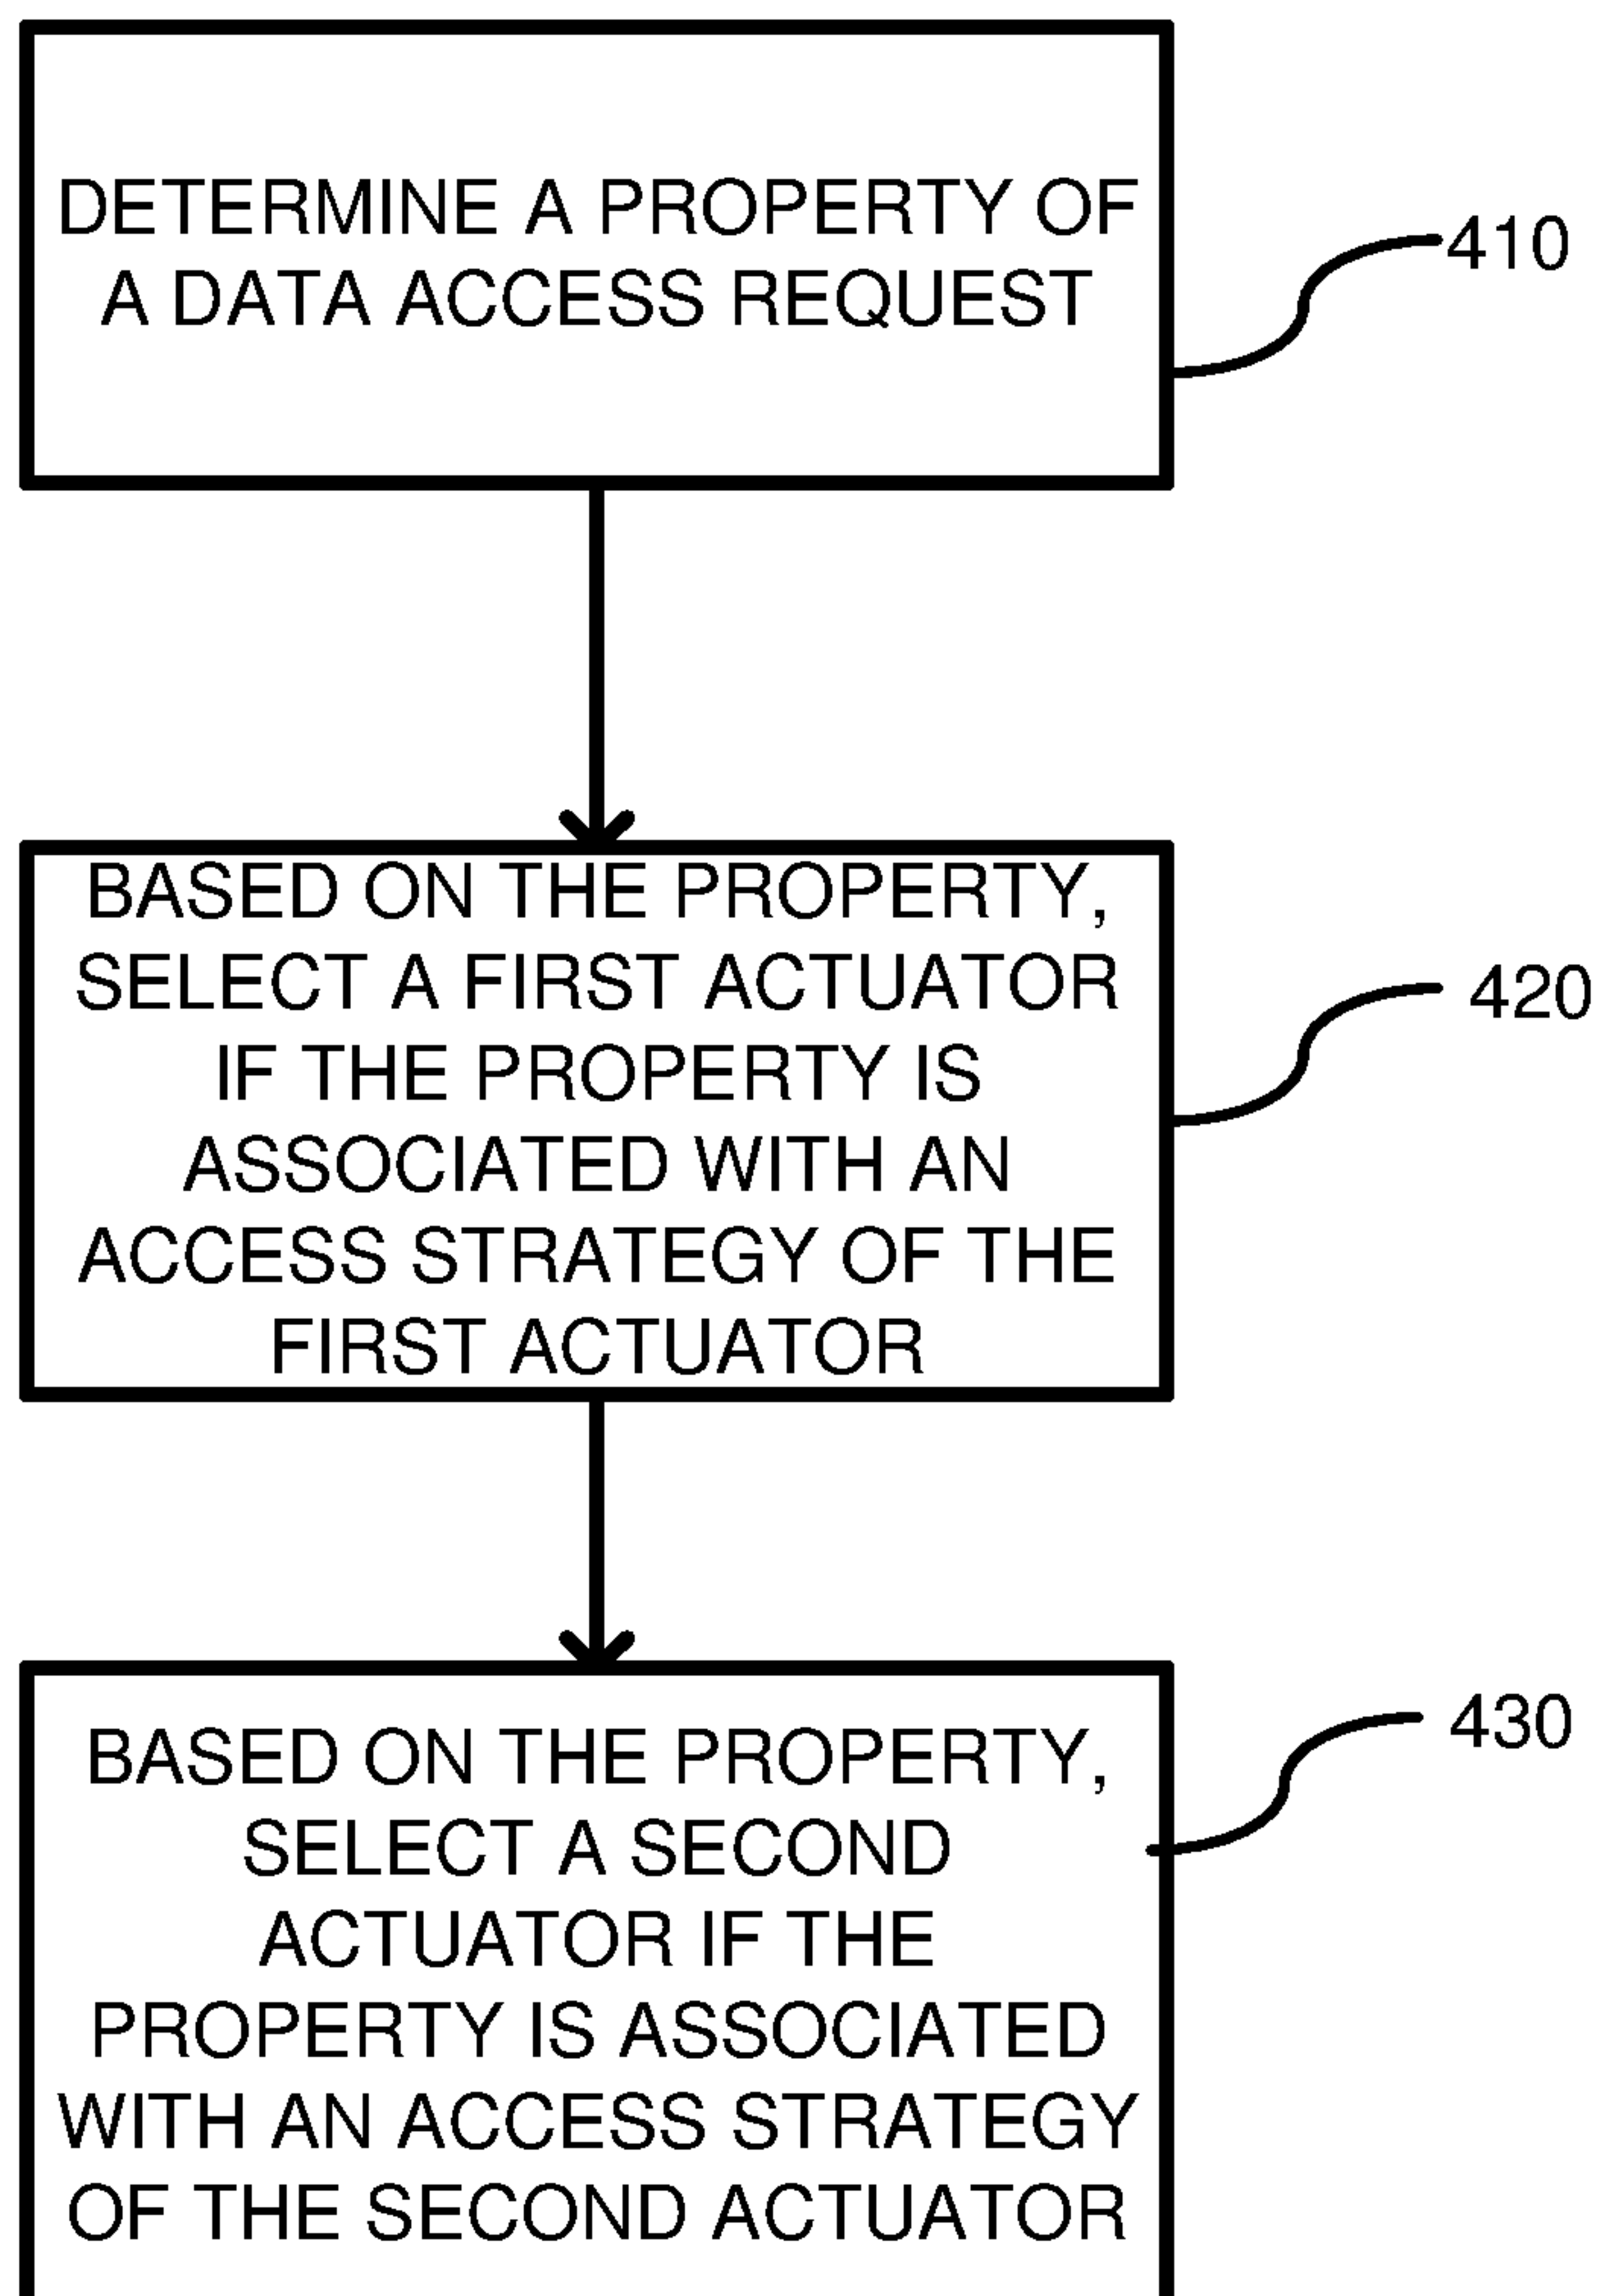 DETERMINE A PROPERTY OF
A DATA ACCESS REQUEST
410
BASED ON THE PROPERTY,
SELECT A FIRST ACTUATOR
IF THE PROPERTY IS
ASSOCIATED WITH AN
ACCESS STRATEGY OF THE
FIRST ACTUATOR
420
BASED ON THE PROPERTY,
SELECT A SECOND
ACTUATOR IF THE
PROPERTY IS ASSOCIATED
WITH AN ACCESS STRATEGY
OF THE SECOND ACTUATOR
430